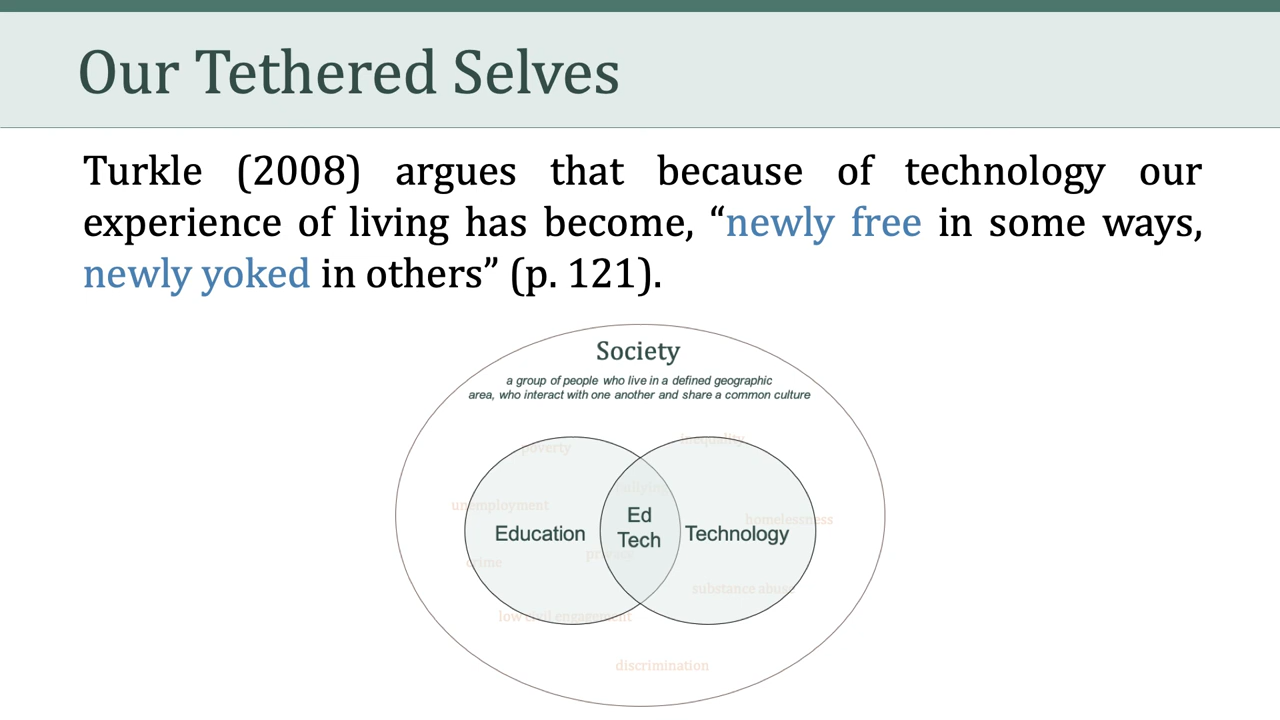 Our Tethered Selves
Turkle (2008) argues that because of technology our
experience of living has become, “newly free in some ways,
newly yoked in others” (p. 121).
Society
a group of people who live in a defined geographic
area, who interact with one another and share a common culture
inequality
poverty
bullying
unemployment
Ed
Tech
homelessness
Education
Technology
privacy
crime
substance abuse
low civil engagement
discrimination